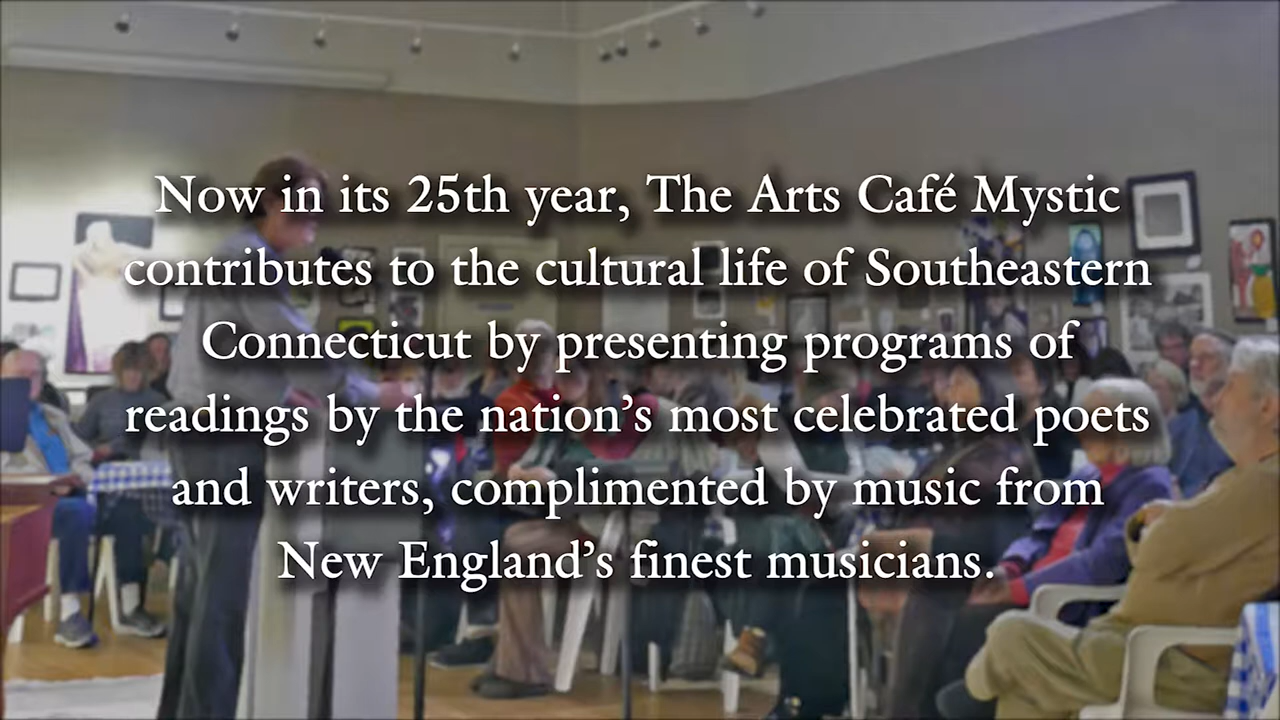 Now in its 25th year, The Arts Café Mystic
contributes to the cultural life of Southeastern
Connecticut by presenting programs of
readings by the nation’s most celebrated poets
and writers, complimented by music from
New England’s finest musicians.